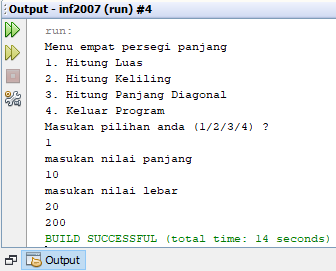 Output - inf2007 (run) #4
run:
Menu empat persegi panjang
1. Hitung Luas
2. Hitung Keliling
3. Hitung Panjang Diagonal
4. Keluar Program
Masukan pilihan anda (1/2/3/4) ?
1
masukan nilai panjang
10
masukan nilai lebar
20
200
BUILD SUCCESSFUL (total time: 14 seconds)
Output